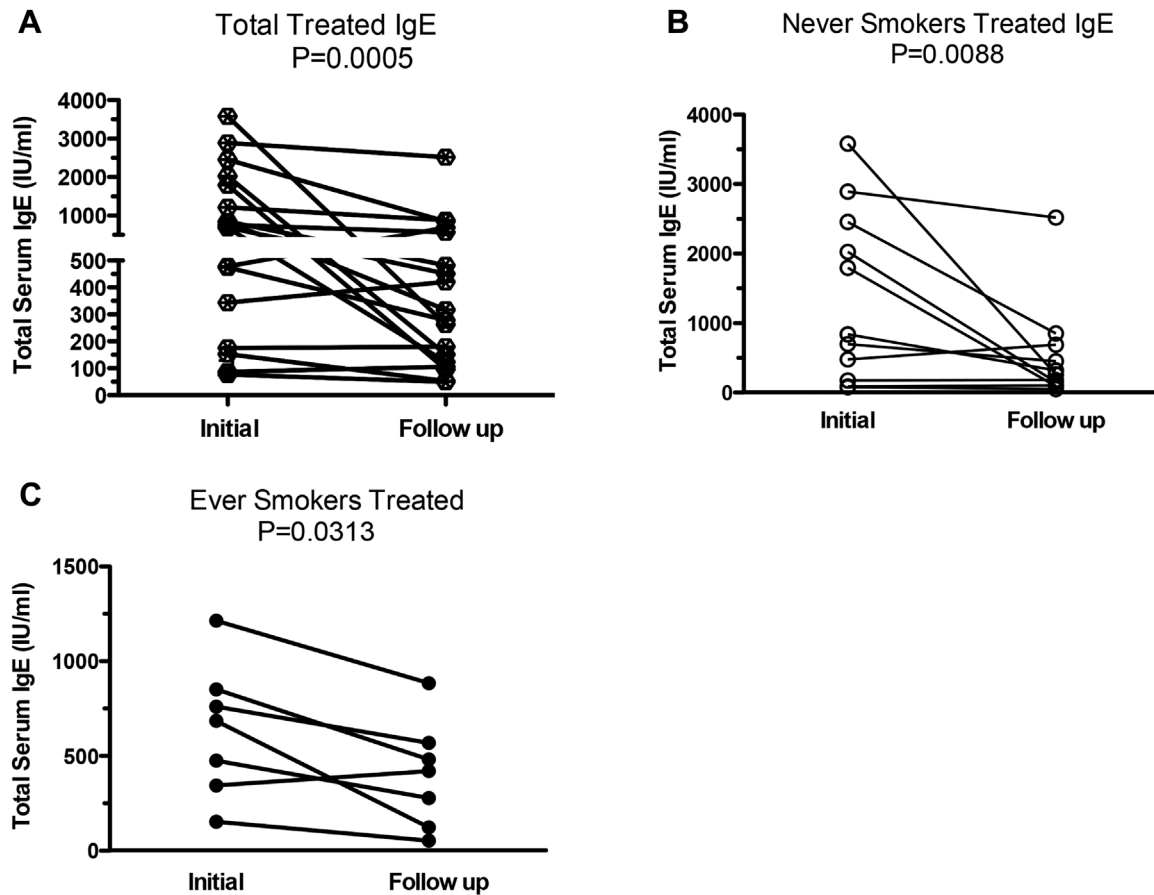 A
Total Treated IgE
P=0.0005
Total Serum IgE (IU/ml)
4000
3000
2000
1000
500
400
300
200
100
0
Initial
Follow up
B
Never Smokers Treated IgE
P=0.0088
Total Serum IgE (IU/ml)
4000
3000
2000
1000
0
Initial
Follow up
C
Ever Smokers Treated
P=0.0313
Total Serum IgE (IU/ml)
1500
1000
500
0
Initial
Follow up